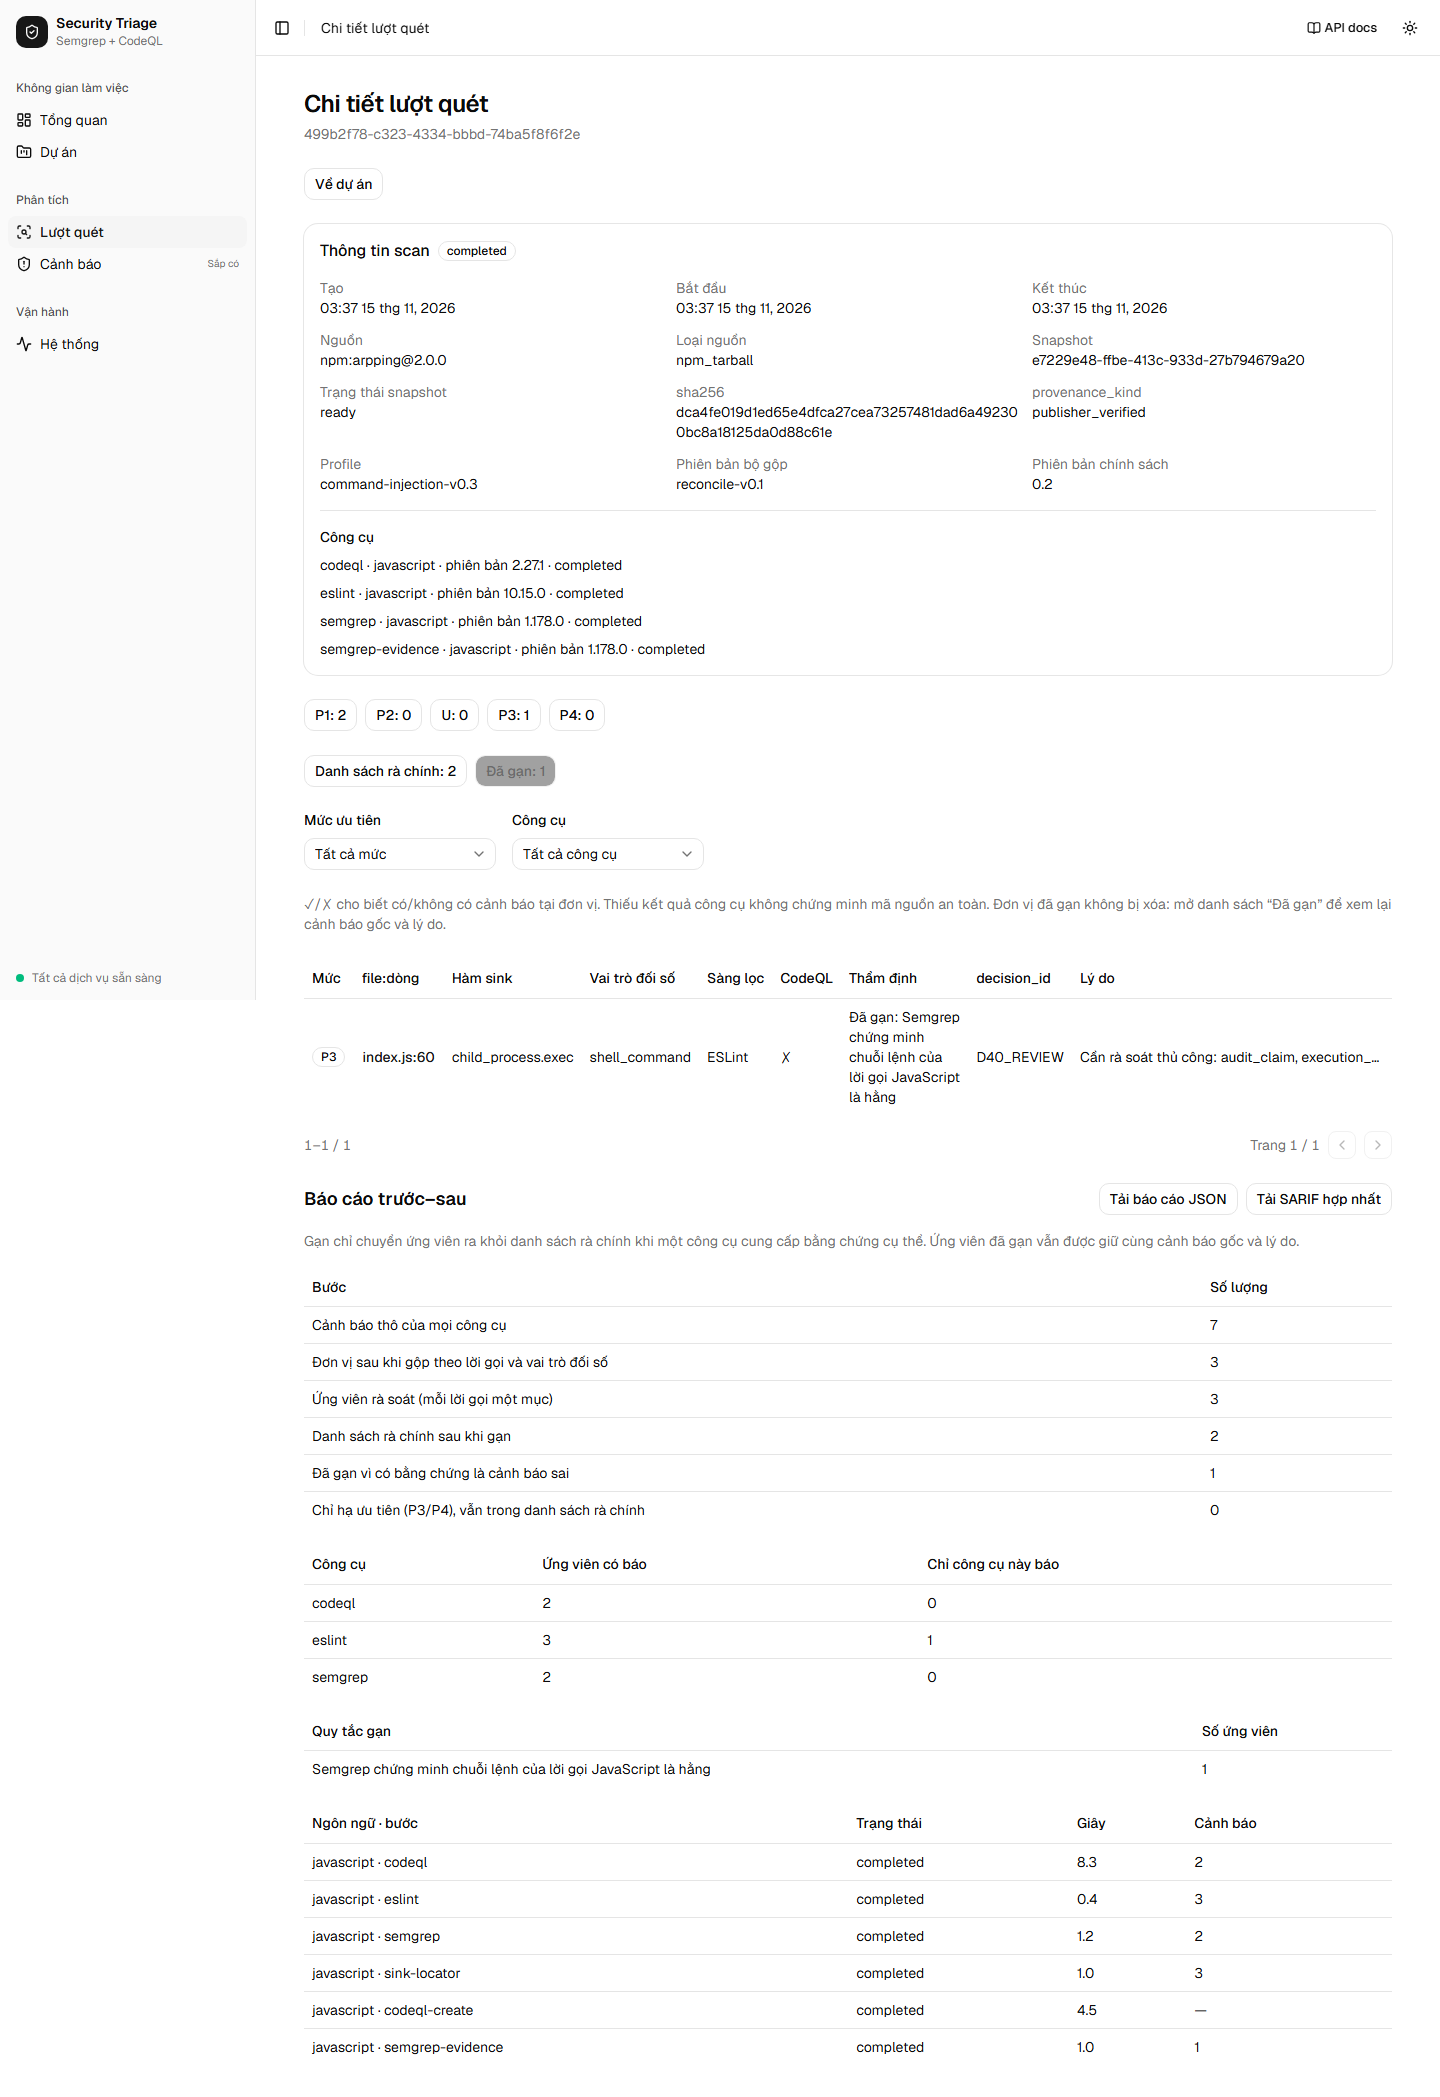 Security Triage
Semgrep + CodeQL
Không gian làm việc
Tổng quan
Dự án
Phân tích
Lượt quét
Cảnh báo
Sắp có
Vận hành
Hệ thống
Tất cả dịch vụ sẵn sàng
Chi tiết lượt quét
API docs
Chi tiết lượt quét
499b2f78-c323-4334-bbbd-74ba5f8f6f2e
Về dự án
Thông tin scan completed
Tạo
03:37 15 thg 11, 2026
Bắt đầu
03:37 15 thg 11, 2026
Kết thúc
03:37 15 thg 11, 2026
Nguồn
npm:arpping@2.0.0
Loại nguồn
npm_tarball
Snapshot
e7229e48-ffbe-413c-933d-27b794679a20
Trạng thái snapshot
ready
sha256
dca4fe019d1ed65e4dfca27cea73257481dad6a49230
0bc8a18125da0d88c61e
provenance_kind
publisher_verified
Profile
command-injection-v0.3
Phiên bản bộ gộp
reconcile-v0.1
Phiên bản chính sách
0.2
Công cụ
codeql · javascript · phiên bản 2.27.1 · completed
eslint · javascript · phiên bản 10.15.0 · completed
semgrep · javascript · phiên bản 1.178.0 · completed
semgrep-evidence · javascript · phiên bản 1.178.0 · completed
P1: 2 P2: 0 U: 0 P3: 1 P4: 0
Danh sách rà chính: 2 Đã gạn: 1
Mức ưu tiên
Tất cả mức
Công cụ
Tất cả công cụ
✓/✗ cho biết có/không có cảnh báo tại đơn vị. Thiếu kết quả công cụ không chứng minh mã nguồn an toàn. Đơn vị đã gạn không bị xóa: mở danh sách “Đã gạn” để xem lại
cảnh báo gốc và lý do.
Mức file:dòng Hàm sink Vai trò đối số Sàng lọc CodeQL Thẩm định decision_id Lý do
P3 index.js:60 child_process.exec shell_command ESLint ✗ Đã gạn: Semgrep
chứng minh
chuỗi lệnh của
lời gọi JavaScript
là hằng
D40_REVIEW Cần rà soát thủ công: audit_claim, execution_…
1–1 / 1
Trang 1 / 1
Báo cáo trước–sau
Tải báo cáo JSON Tải SARIF hợp nhất
Gạn chỉ chuyển ứng viên ra khỏi danh sách rà chính khi một công cụ cung cấp bằng chứng cụ thể. Ứng viên đã gạn vẫn được giữ cùng cảnh báo gốc và lý do.
Bước Số lượng
Cảnh báo thô của mọi công cụ 7
Đơn vị sau khi gộp theo lời gọi và vai trò đối số 3
Ứng viên rà soát (mỗi lời gọi một mục) 3
Danh sách rà chính sau khi gạn 2
Đã gạn vì có bằng chứng là cảnh báo sai 1
Chỉ hạ ưu tiên (P3/P4), vẫn trong danh sách rà chính 0
Công cụ Ứng viên có báo Chỉ công cụ này báo
codeql 2 0
eslint 3 1
semgrep 2 0
Quy tắc gạn Số ứng viên
Semgrep chứng minh chuỗi lệnh của lời gọi JavaScript là hằng 1
Ngôn ngữ · bước Trạng thái Giây Cảnh báo
javascript · codeql completed 8.3 2
javascript · eslint completed 0.4 3
javascript · semgrep completed 1.2 2
javascript · sink-locator completed 1.0 3
javascript · codeql-create completed 4.5 —
javascript · semgrep-evidence completed 1.0 1